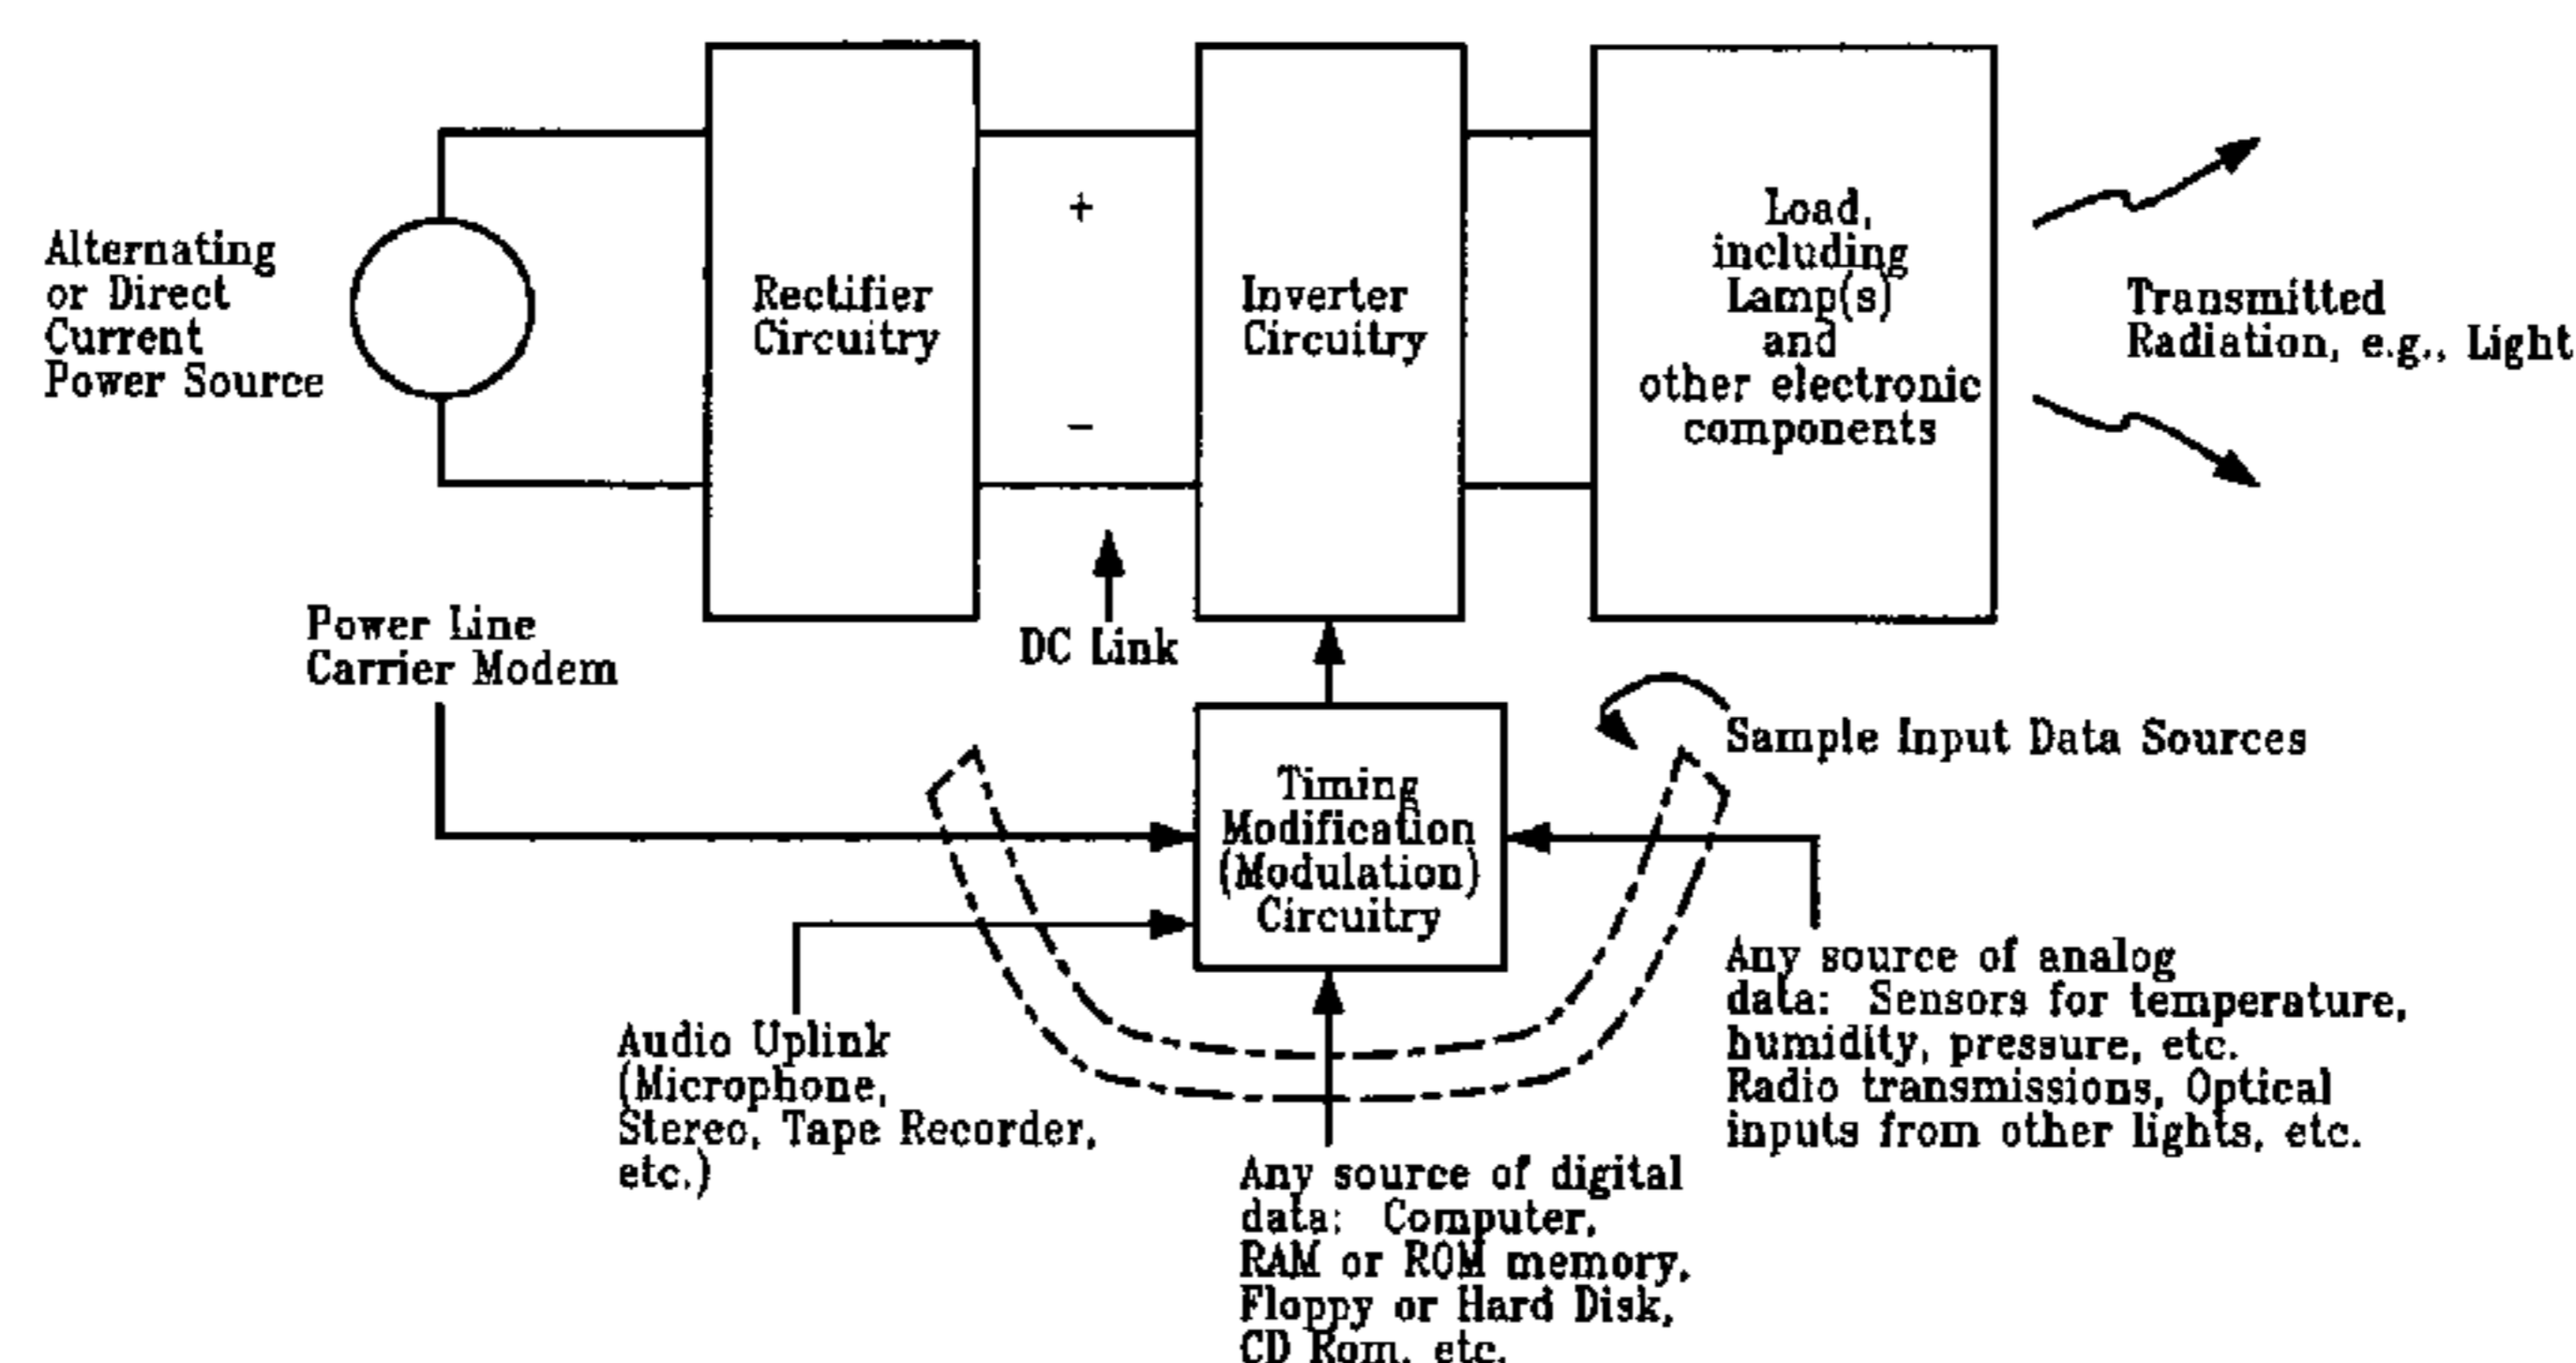 Alternating
or Direct
Current
Power Source
Rectifier
Circuitry
+
-
Inverter
Circuitry
Load,
including
Lamp(s)
and
other electronic
components
Transmitted
Radiation, e.g., Light
DC Link
Power Line
Carrier Modem
Sample Input Data Sources
Timing
Modification
(Modulation)
Circuitry
Audio Uplink
(Microphone,
Stereo, Tape Recorder,
etc.)
Any source of analog
data: Sensors for temperature,
humidity, pressure, etc.
Radio transmissions, Optical
inputs from other lights, etc.
Any source of digital
data: Computer,
RAM or ROM memory,
Floppy or Hard Disk,
CD Rom, etc.